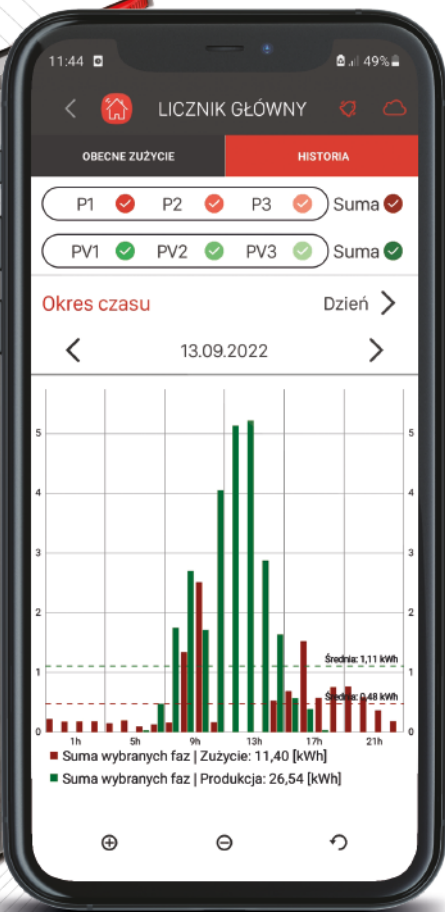 11:44 49%
LICZNIK GŁÓWNY
OBECNE ZUŻYCIE HISTORIA
P1 P2 P3 Suma
PV1 PV2 PV3 Suma
Okres czasu Dzień
13.09.2022
5 5
4 4
3 3
2 2
Średnia: 1,11 kWh
1 1
Średnia: 0,48 kWh
0 0
1h 5h 9h 13h 17h 21h
Suma wybranych faz | Zużycie: 11,40 [kWh]
Suma wybranych faz | Produkcja: 26,54 [kWh]